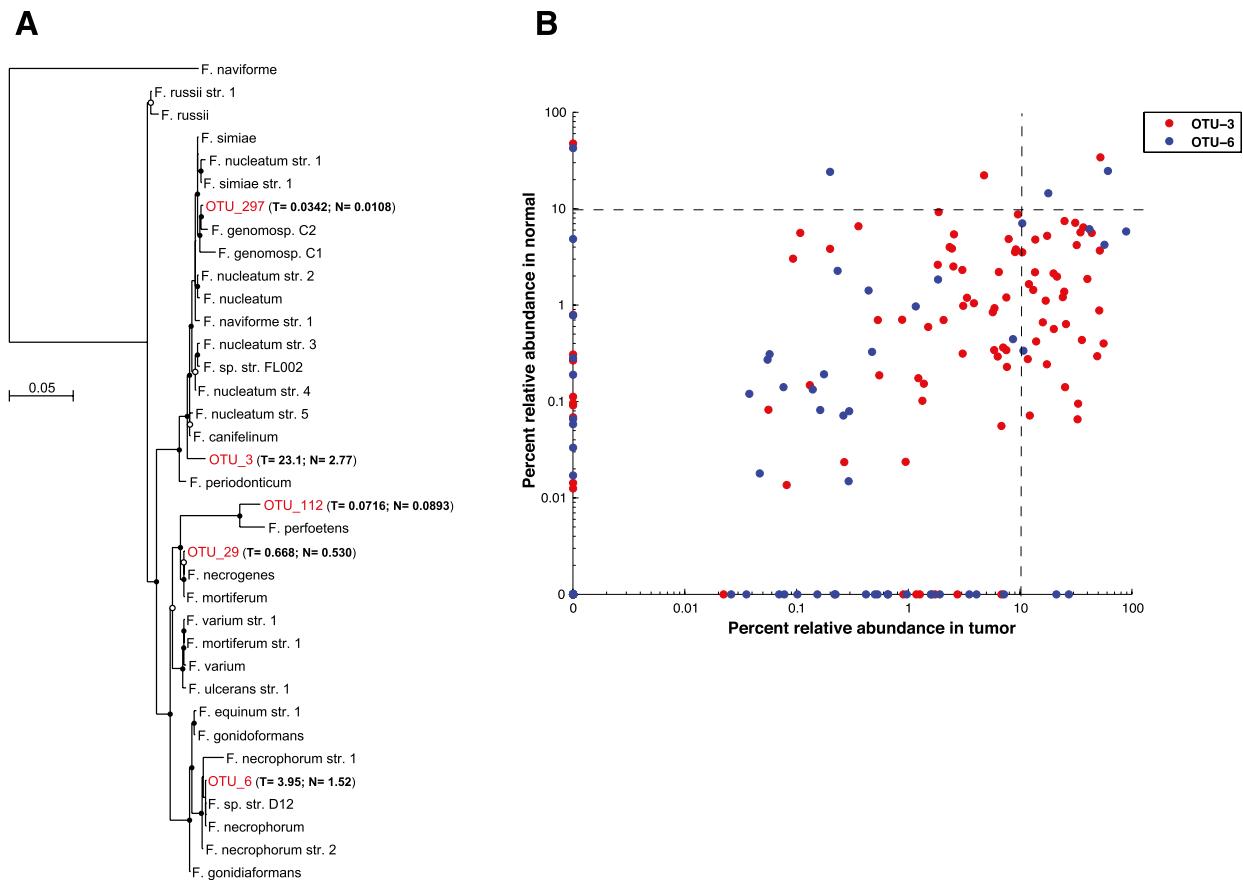 A
F. naviforme
F. russii str. 1
F. russii
F. simiae
F. nucleatum str. 1
F. simiae str. 1
OTU_297 (T= 0.0342; N= 0.0108)
F. genomosp. C2
F. genomosp. C1
F. nucleatum str. 2
F. nucleatum
F. naviforme str. 1
F. nucleatum str. 3
F. sp. str. FL002
F. nucleatum str. 4
F. nucleatum str. 5
F. canifelinum
OTU_3 (T= 23.1; N= 2.77)
F. periodonticum
OTU_112 (T= 0.0716; N= 0.0893)
F. perfoetens
OTU_29 (T= 0.668; N= 0.530)
F. necrogenes
F. mortiferum
F. varium str. 1
F. mortiferum str. 1
F. varium
F. ulcerans str. 1
F. equinum str. 1
F. gonidoformans
F. necrophorum str. 1
OTU_6 (T= 3.95; N= 1.52)
F. sp. str. D12
F. necrophorum
F. necrophorum str. 2
F. gonidiaformans
0.05
B
Percent relative abundance in normal
100
10
1
0.1
0.01
0
0 0.01 0.1 1 10 100
Percent relative abundance in tumor
OTU–3
OTU–6